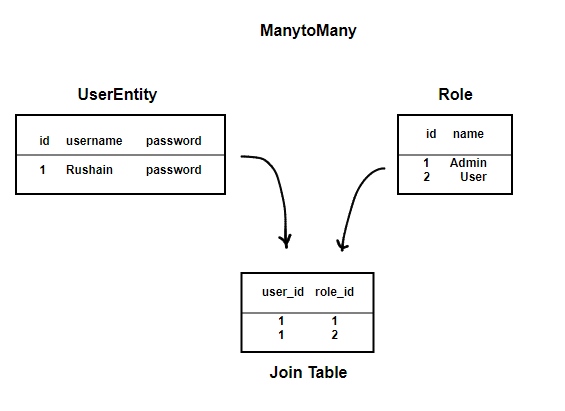 ManytoMany
UserEntity
id username password
1 Rushain password
Role
id name
1 Admin
2 User
user_id role_id
1 1
1 2
Join Table